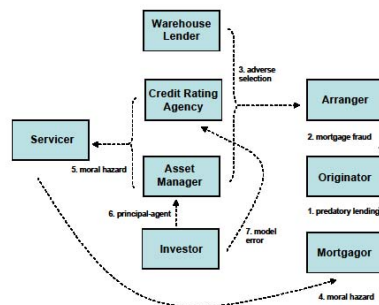 Warehouse
Lender
3. adverse
selection
Credit Rating
Agency
Arranger
2. mortgage fraud
Servicer
5. moral hazard
Asset
Manager
Originator
6. principal-agent
1. predatory lending
7. model
error
Investor
Mortgagor
4. moral hazard